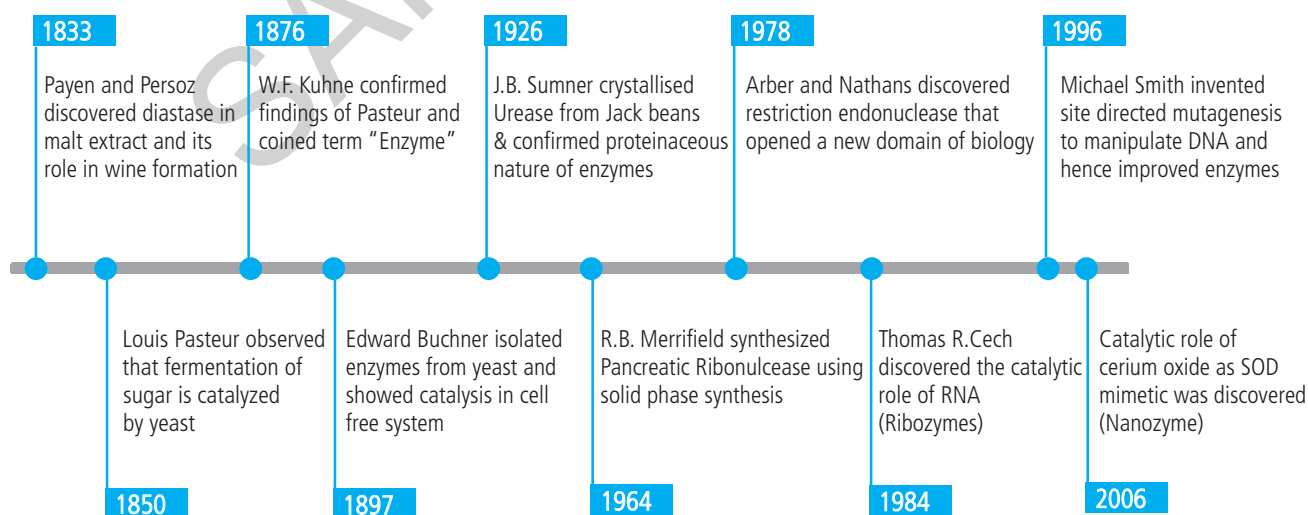 1833
Payen and Persoz
discovered diastase in
malt extract and its
role in wine formation
1850
Louis Pasteur observed
that fermentation of
sugar is catalyzed
by yeast
1876
W.F. Kuhne confirmed
findings of Pasteur and
coined term “Enzyme”
1897
Edward Buchner isolated
enzymes from yeast and
showed catalysis in cell
free system
1926
J.B. Sumner crystallised
Urease from Jack beans
& confirmed proteinaceous
nature of enzymes
1964
R.B. Merrifield synthesized
Pancreatic Ribonulcease using
solid phase synthesis
1978
Arber and Nathans discovered
restriction endonuclease that
opened a new domain of biology
1984
Thomas R.Cech
discovered the catalytic
role of RNA
(Ribozymes)
1996
Michael Smith invented
site directed mutagenesis
to manipulate DNA and
hence improved enzymes
2006
Catalytic role of
cerium oxide as SOD
mimetic was discovered
(Nanozyme)